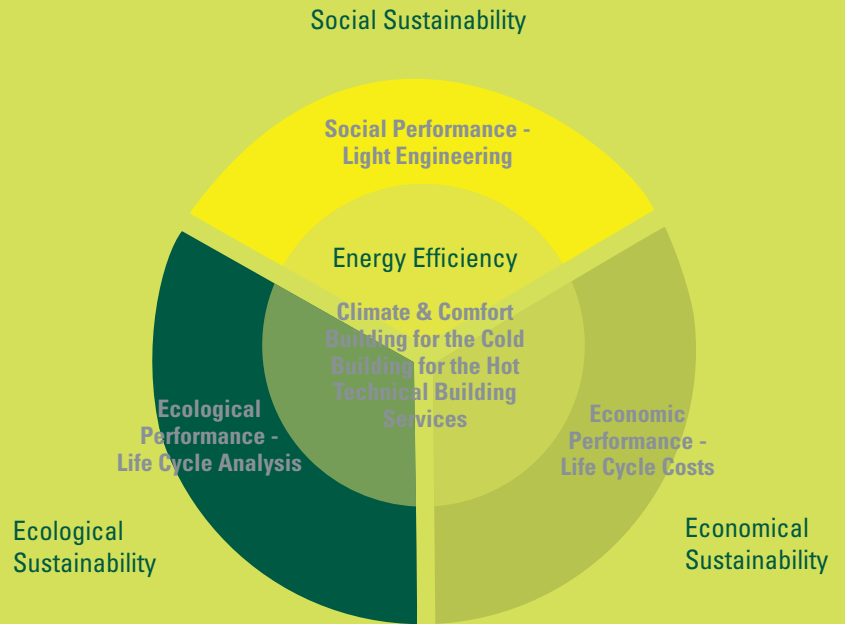 Social Sustainability
Social Performance -
Light Engineering
Energy Efficiency
Climate & Comfort
Building for the Cold
Building for the Hot
Technical Building
Services
Ecological
Performance -
Life Cycle Analysis
Economic
Performance -
Life Cycle Costs
Ecological
Sustainability
Economical
Sustainability